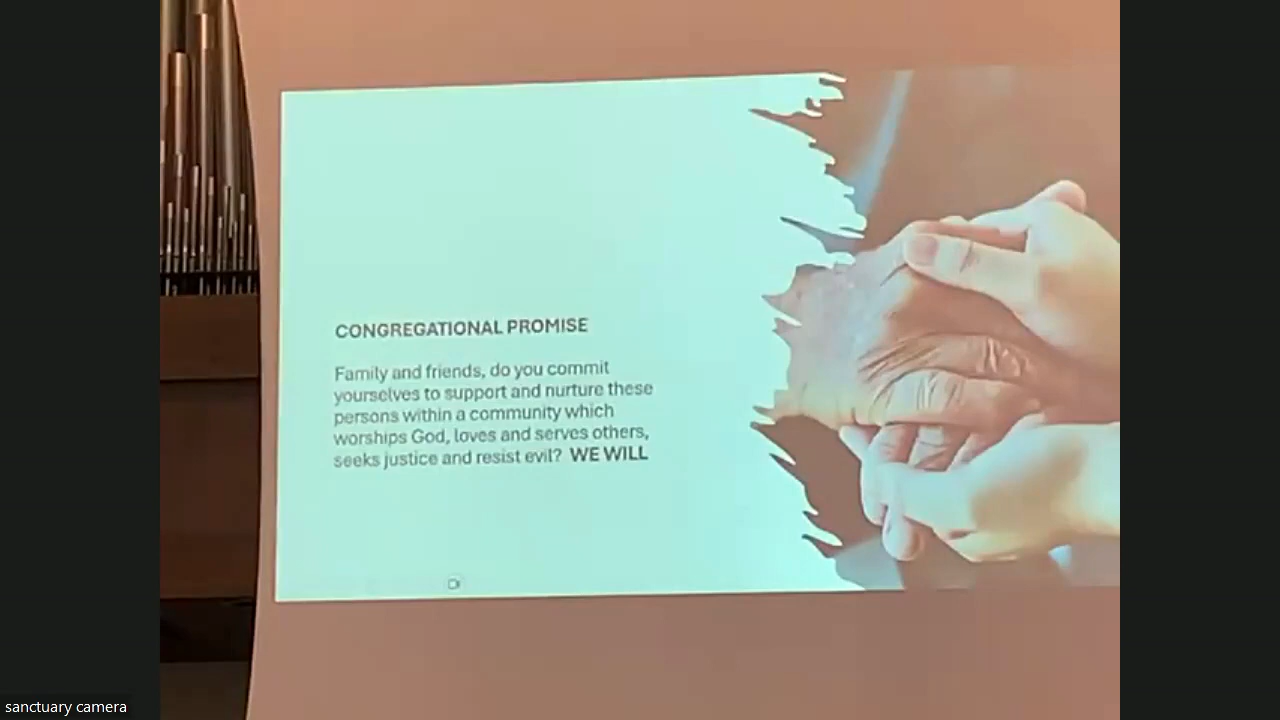 CONGREGATIONAL PROMISE
Family and friends, do you commit
yourselves to support and nurture these
persons within a community which
worships God, loves and serves others,
seeks justice and resist evil? WE WILL
sanctuary camera